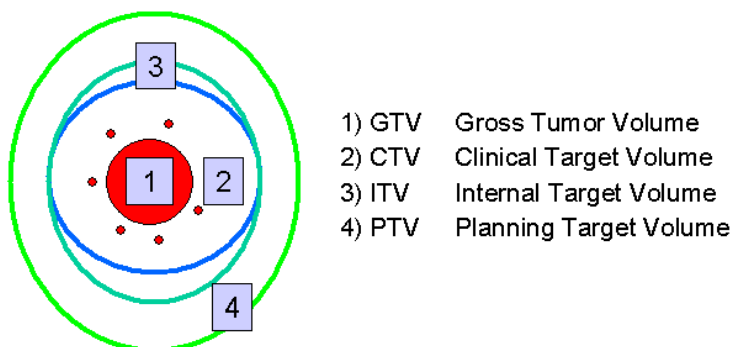 3
1
2
4
1) GTV Gross Tumor Volume
2) CTV Clinical Target Volume
3) ITV Internal Target Volume
4) PTV Planning Target Volume